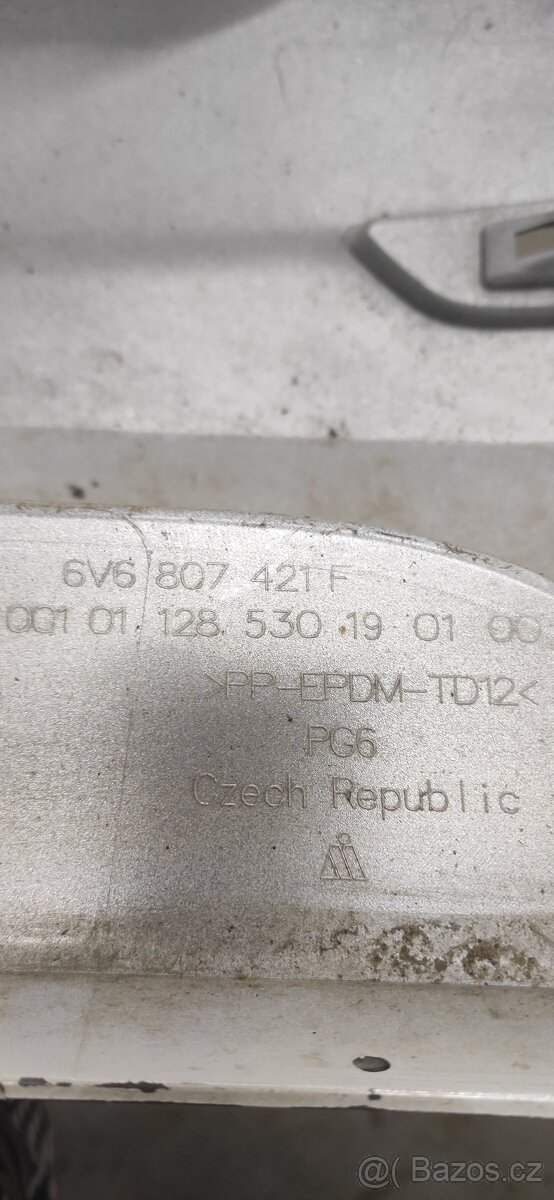 6V6 807 421 F
001 01 128 530 19 01 00
>PP-EPDM-TD12<
PG6
Czech Republic
@ Bazos.cz